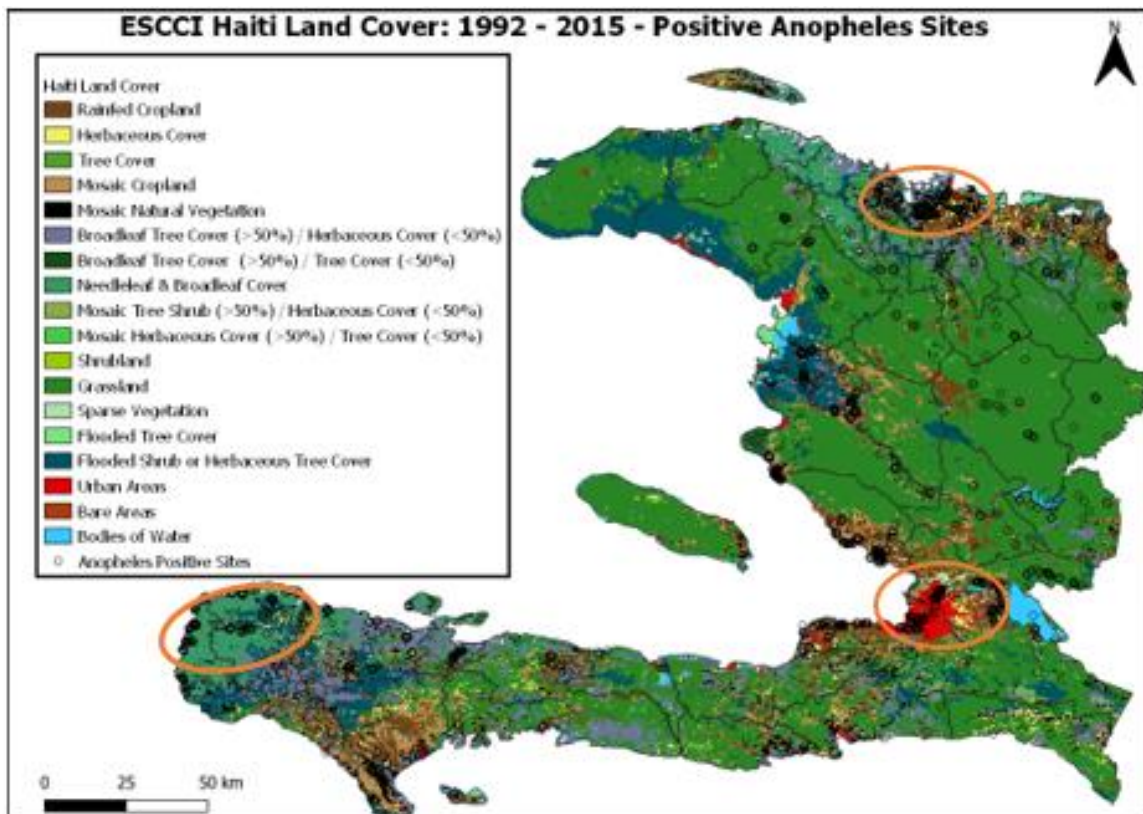 ESCCI Haiti Land Cover: 1992 - 2015 - Positive Anopheles Sites
N
Haiti Land Cover
Rainfed Cropland
Herbaceous Cover
Tree Cover
Mosaic Cropland
Mosaic Natural Vegetation
Broadleaf Tree Cover (>50%) / Herbaceous Cover (<50%)
Broadleaf Tree Cover (>50%) / Tree Cover (<50%)
Needleleaf & Broadleaf Cover
Mosaic Tree Shrub (>50%) / Herbaceous Cover (<50%)
Mosaic Herbaceous Cover (>50%) / Tree Cover (<50%)
Shrubland
Grassland
Sparse Vegetation
Flooded Tree Cover
Flooded Shrub or Herbaceous Tree Cover
Urban Areas
Bare Areas
Bodies of Water
Anopheles Positive Sites
0 25 50 km